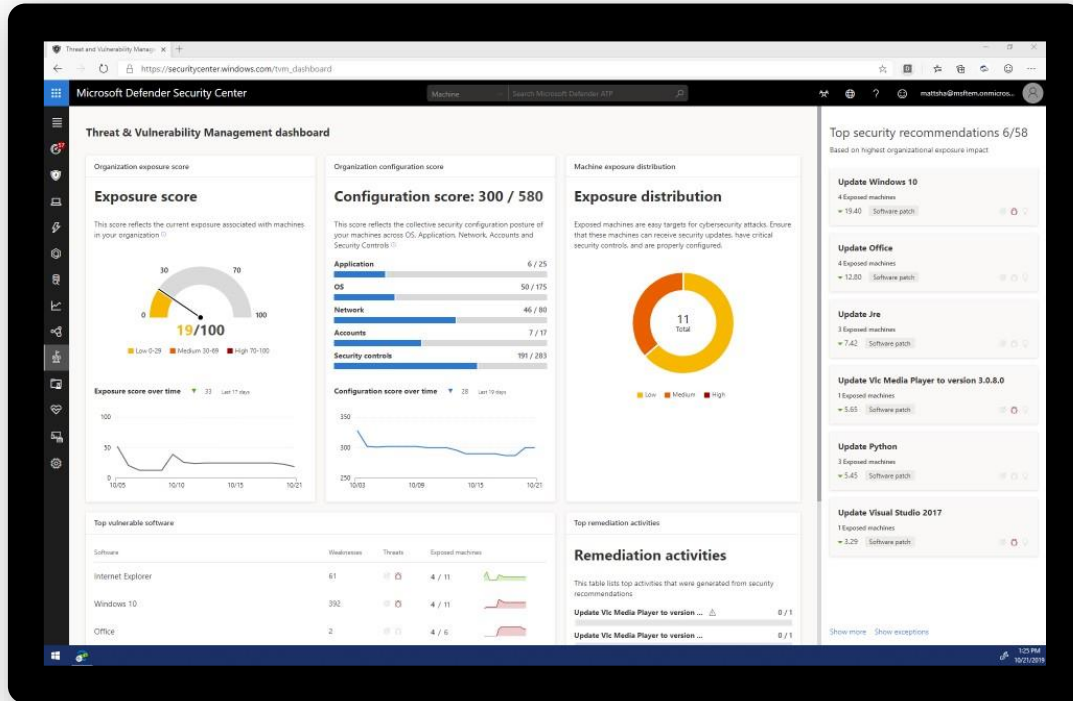 Threat and Vulnerability Manag
https://securitycenter.windows.com/tvm_dashboard
Microsoft Defender Security Center
Machine
Search Microsoft Defender ATP
mattsha@msftem.onmicros...
57
Threat & Vulnerability Management dashboard
Organization exposure score
Exposure score
This score reflects the current exposure associated with machines
in your organization
30
70
0
100
19/100
Low 0-29
Medium 30-69
High 70-100
Exposure score over time
33
Last 17 days
100
50
0
10/05
10/10
10/15
10/21
Organization configuration score
Configuration score: 300 / 580
This score reflects the collective security configuration posture of
your machines across OS, Application, Network, Accounts and
Security Controls
Application
6 / 25
OS
50 / 175
Network
46 / 80
Accounts
7 / 17
Security controls
191 / 283
Configuration score over time
28
Last 19 days
350
300
250
10/03
10/09
10/15
10/21
Machine exposure distribution
Exposure distribution
Exposed machines are easy targets for cybersecurity attacks. Ensure
that these machines can receive security updates, have critical
security controls, and are properly configured.
11
Total
Low
Medium
High
Top vulnerable software
Software
Weaknesses
Threats
Exposed machines
Internet Explorer
61
4 / 11
Windows 10
392
4 / 11
Office
2
4 / 6
Top remediation activities
Remediation activities
This table lists top activities that were generated from security
recommendations
Update Vlc Media Player to version ...
0 / 1
Update Vlc Media Player to version ...
0 / 1
Top security recommendations 6/58
Based on highest organizational exposure impact
Update Windows 10
4 Exposed machines
19.40
Software patch
Update Office
4 Exposed machines
12.80
Software patch
Update Jre
3 Exposed machines
7.42
Software patch
Update Vlc Media Player to version 3.0.8.0
1 Exposed machines
5.65
Software patch
Update Python
3 Exposed machines
5.45
Software patch
Update Visual Studio 2017
1 Exposed machines
3.29
Software patch
Show more
Show exceptions
1:25 PM
10/21/2019